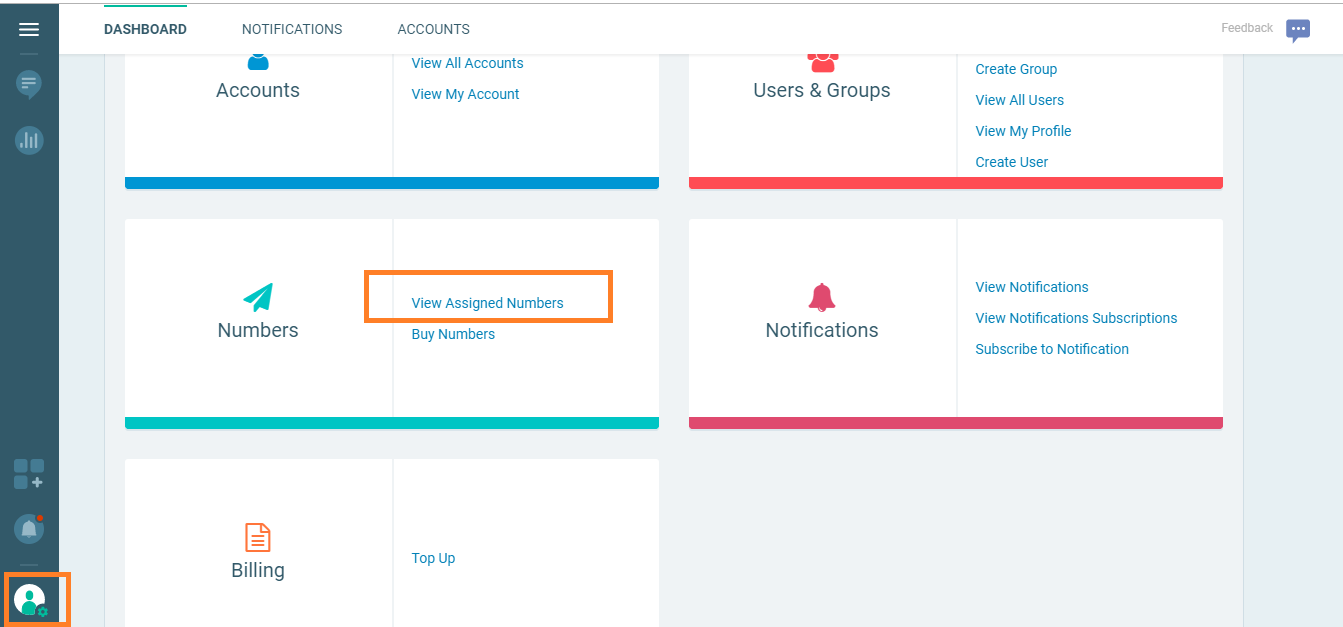 DASHBOARD
NOTIFICATIONS
ACCOUNTS
Feedback
Accounts
View All Accounts
View My Account
Users & Groups
Create Group
View All Users
View My Profile
Create User
Numbers
View Assigned Numbers
Buy Numbers
Notifications
View Notifications
View Notifications Subscriptions
Subscribe to Notification
Billing
Top Up